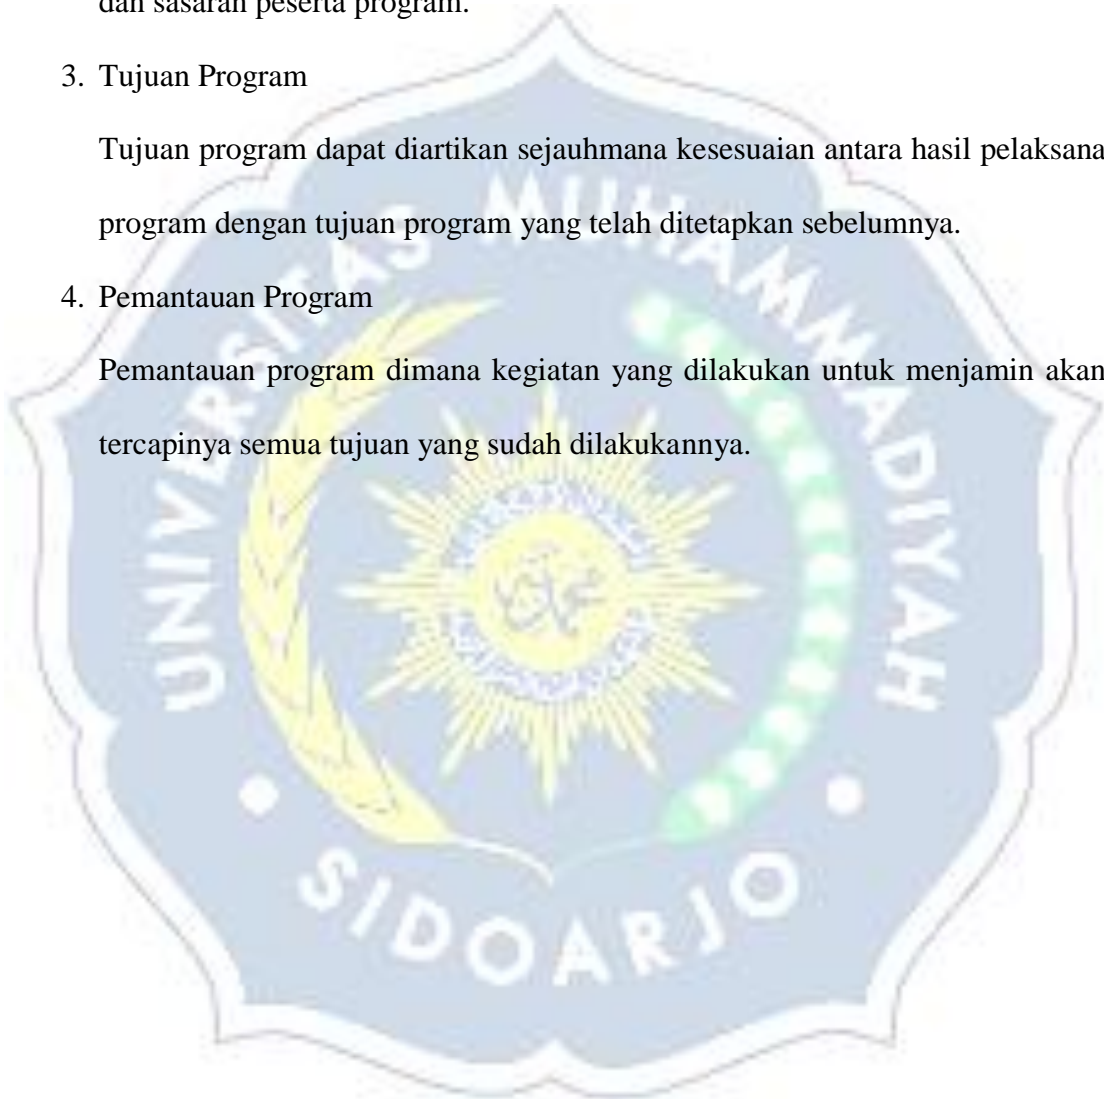 dan sasaran peserta program.
3. Tujuan Program
Tujuan program dapat diartikan sejauhmana kesesuaian antara hasil pelaksana
program dengan tujuan program yang telah ditetapkan sebelumnya.
4. Pemantauan Program
Pemantauan program dimana kegiatan yang dilakukan untuk menjamin akan
tercapinya semua tujuan yang sudah dilakukannya.
UNIVERSITAS MUHAMMADIYAH
SIDOARJO